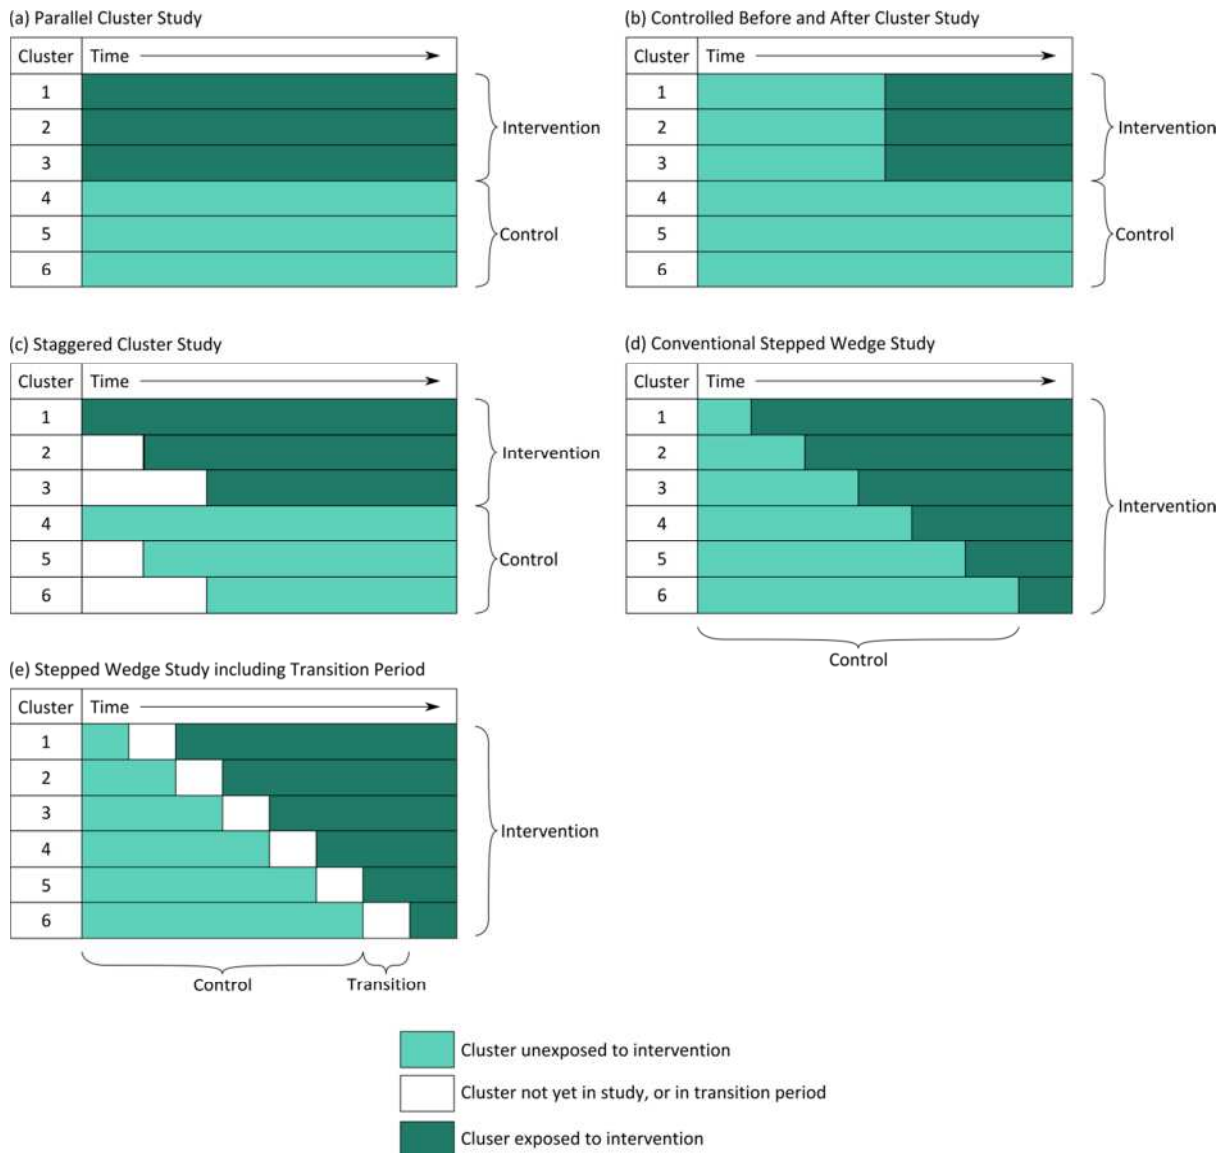 (a) Parallel Cluster Study
Cluster Time
1
2
3
4
5
6
Intervention
Control
(b) Controlled Before and After Cluster Study
Cluster Time
1
2
3
4
5
6
Intervention
Control
(c) Staggered Cluster Study
Cluster Time
1
2
3
4
5
6
Intervention
Control
(d) Conventional Stepped Wedge Study
Cluster Time
1
2
3
4
5
6
Intervention
Control
(e) Stepped Wedge Study including Transition Period
Cluster Time
1
2
3
4
5
6
Intervention
Control Transition
Cluster unexposed to intervention
Cluster not yet in study, or in transition period
Cluser exposed to intervention